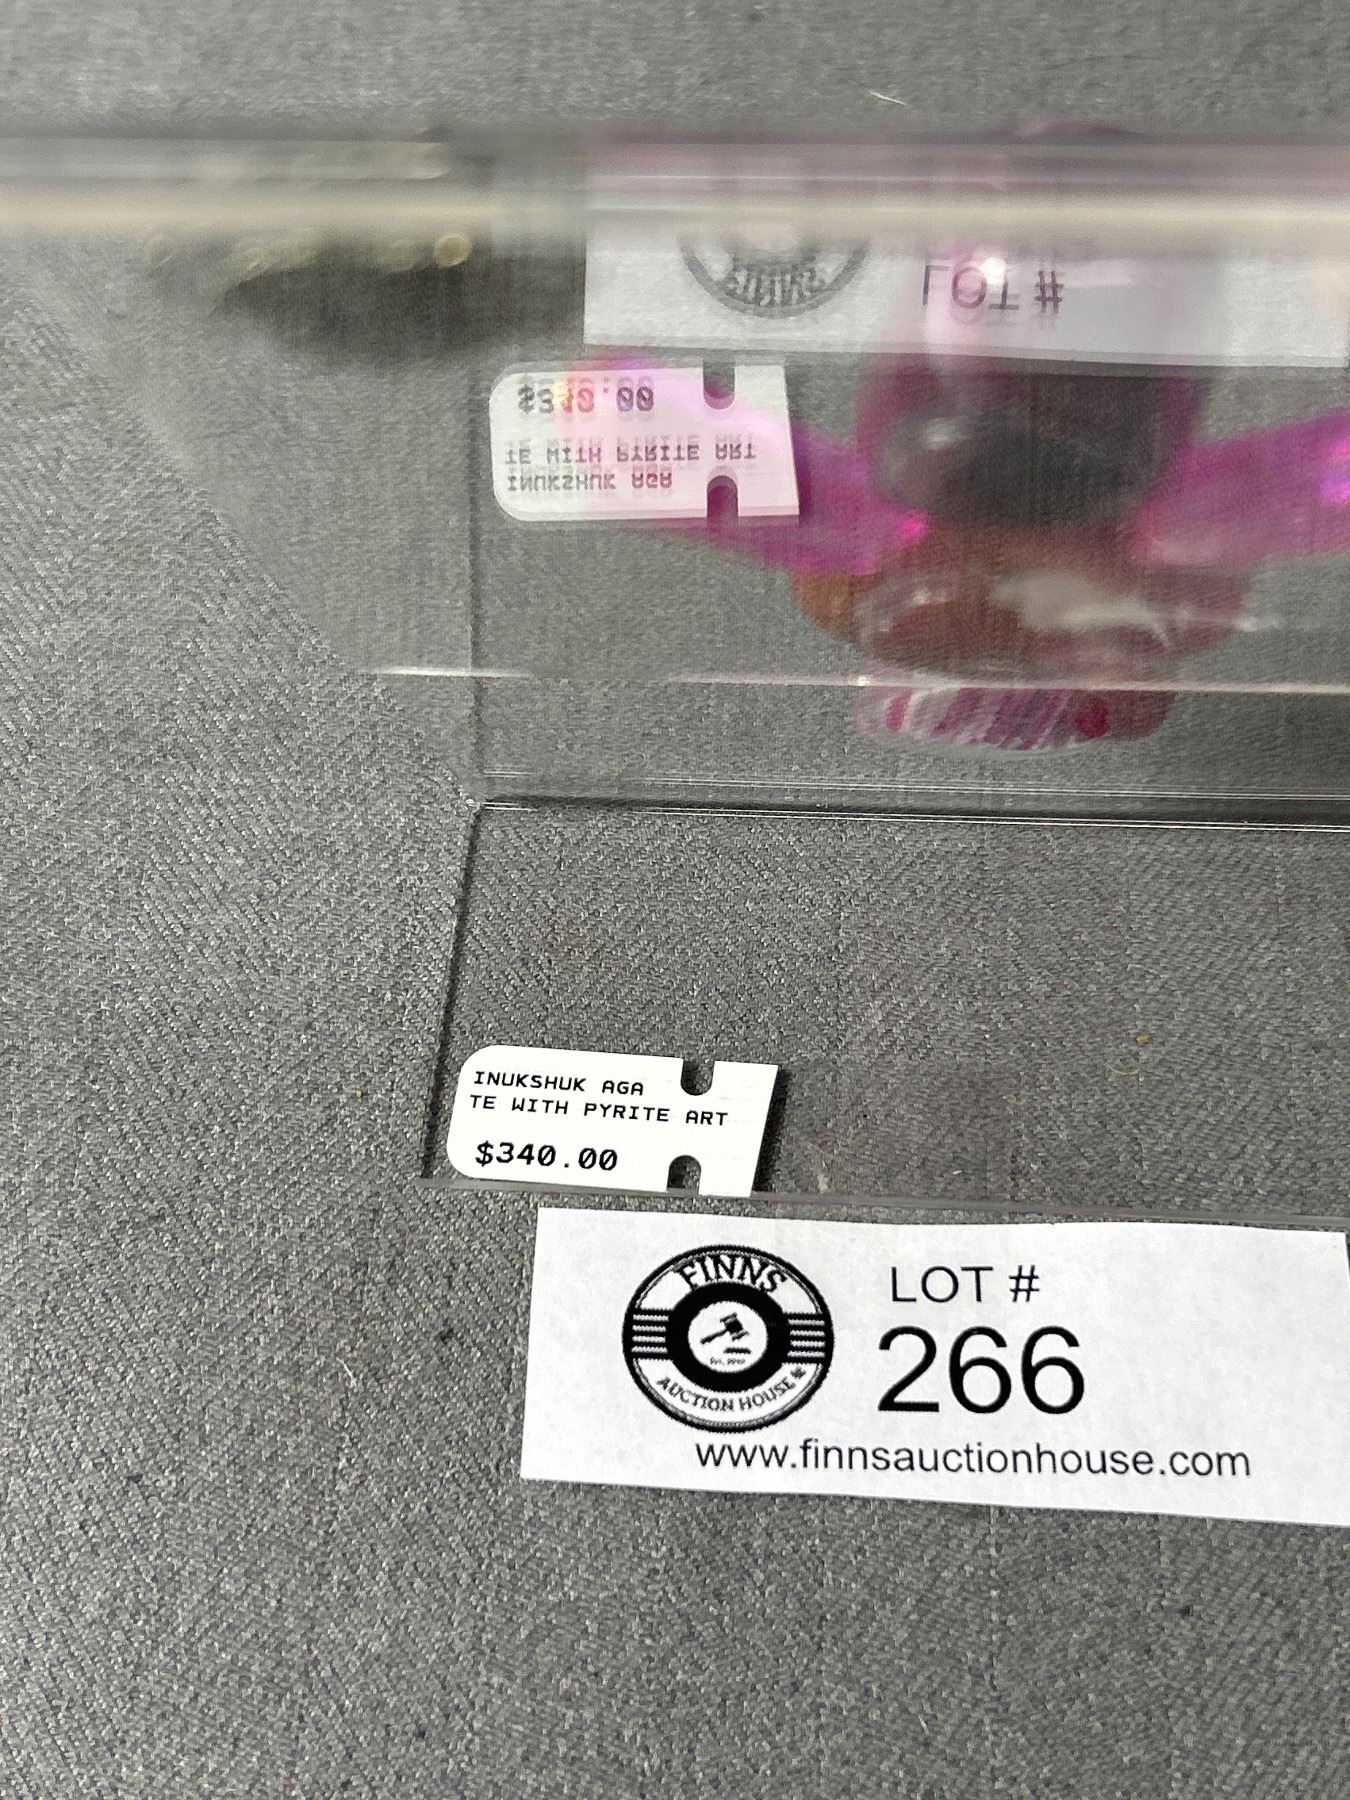 INUKSHUK AGA
TE WITH PYRITE ART
$340.00
FINNS
AUCTION HOUSE
LOT #
266
www.finnsauctionhouse.com